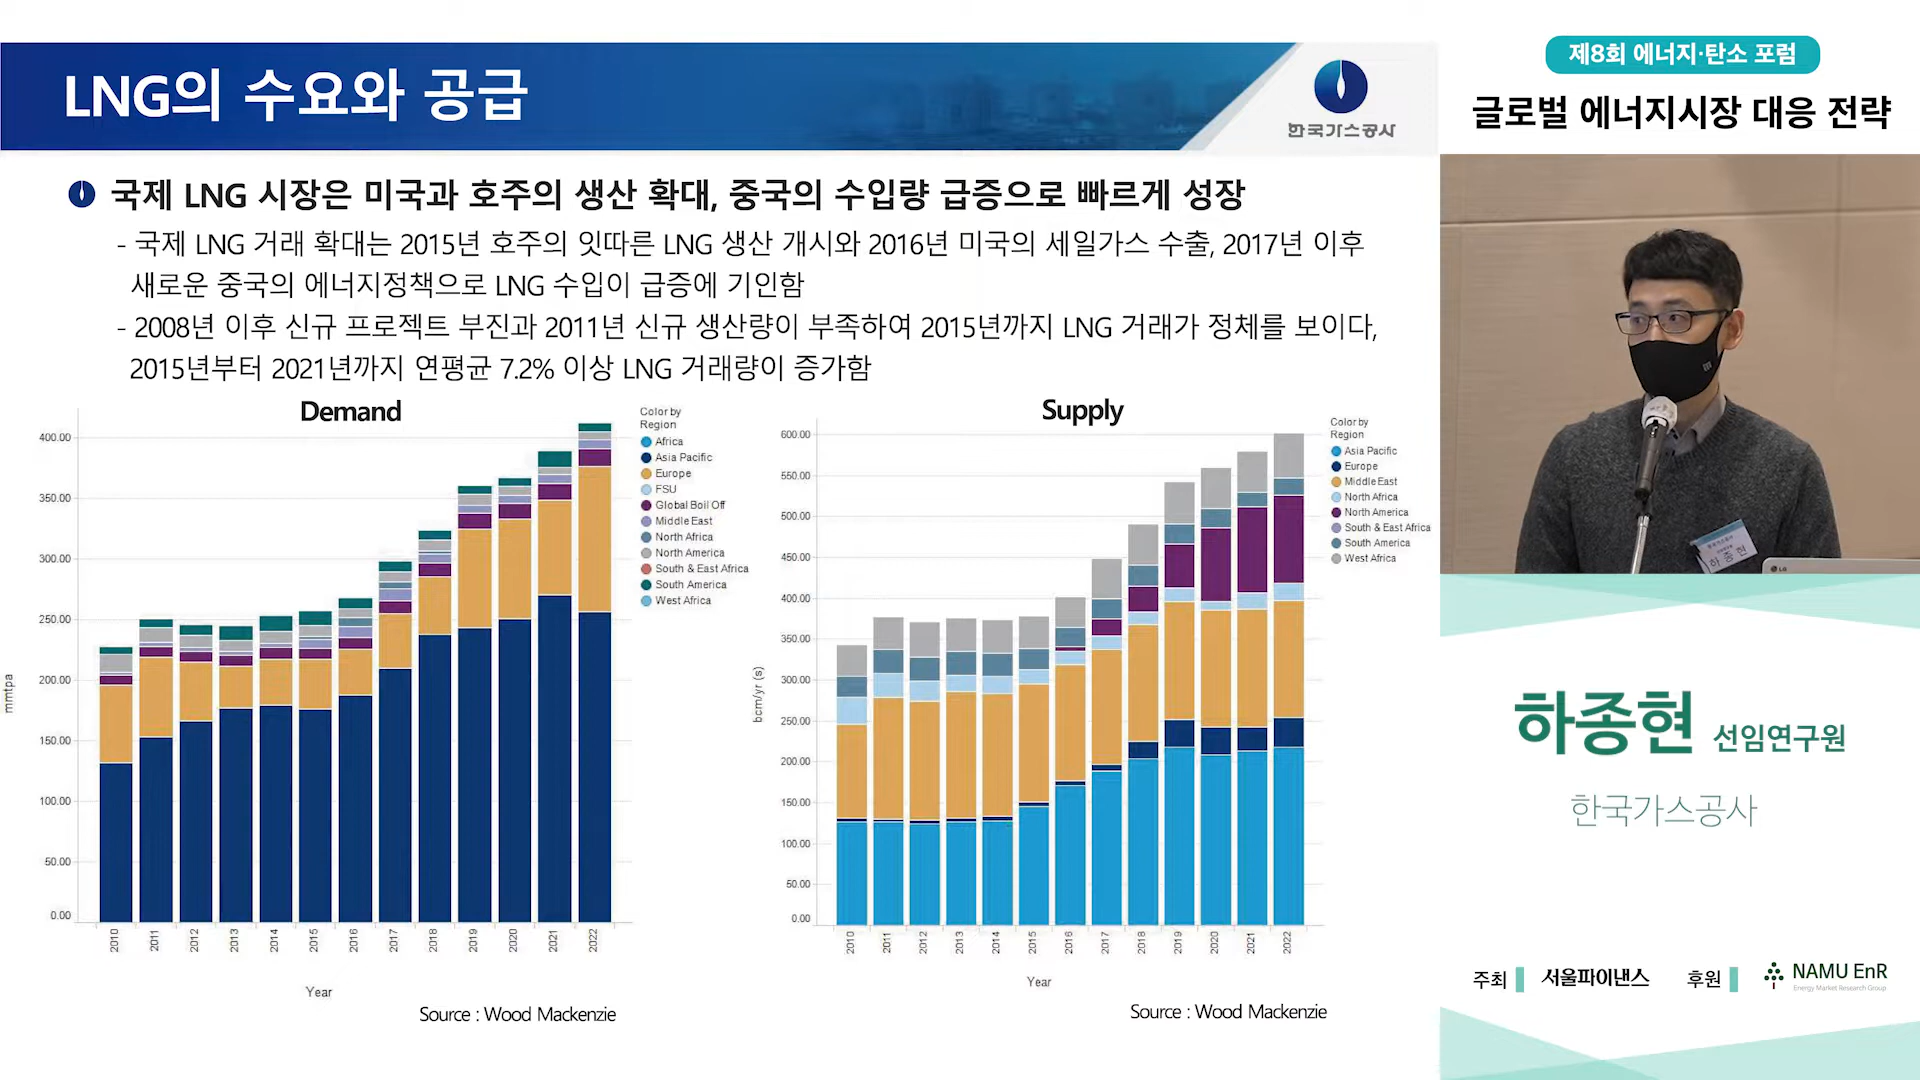 LNG의 수요와 공급
한국가스공사
국제 LNG 시장은 미국과 호주의 생산 확대, 중국의 수입량 급증으로 빠르게 성장
- 국제 LNG 거래 확대는 2015년 호주의 잇따른 LNG 생산 개시와 2016년 미국의 세일가스 수출, 2017년 이후
새로운 중국의 에너지정책으로 LNG 수입이 급증에 기인함
- 2008년 이후 신규 프로젝트 부진과 2011년 신규 생산량이 부족하여 2015년까지 LNG 거래가 정체를 보이다,
2015년부터 2021년까지 연평균 7.2% 이상 LNG 거래량이 증가함
Demand
400.00
350.00
300.00
250.00
200.00
150.00
100.00
50.00
0.00
mmtpa
2010 2011 2012 2013 2014 2015 2016 2017 2018 2019 2020 2021 2022
Year
Color by
Region
Africa
Asia Pacific
Europe
FSU
Global Boil Off
Middle East
North Africa
North America
South & East Africa
South America
West Africa
Source : Wood Mackenzie
Supply
600.00
550.00
500.00
450.00
400.00
350.00
300.00
250.00
200.00
150.00
100.00
50.00
0.00
bcm/yr (s)
2010 2011 2012 2013 2014 2015 2016 2017 2018 2019 2020 2021 2022
Year
Color by
Region
Asia Pacific
Europe
Middle East
North Africa
North America
South & East Africa
South America
West Africa
Source : Wood Mackenzie
제8회 에너지·탄소 포럼
글로벌 에너지시장 대응 전략
하종현
LG
하종현 선임연구원
한국가스공사
주최 서울파이낸스 후원 NAMU EnR
Energy Market Research Group